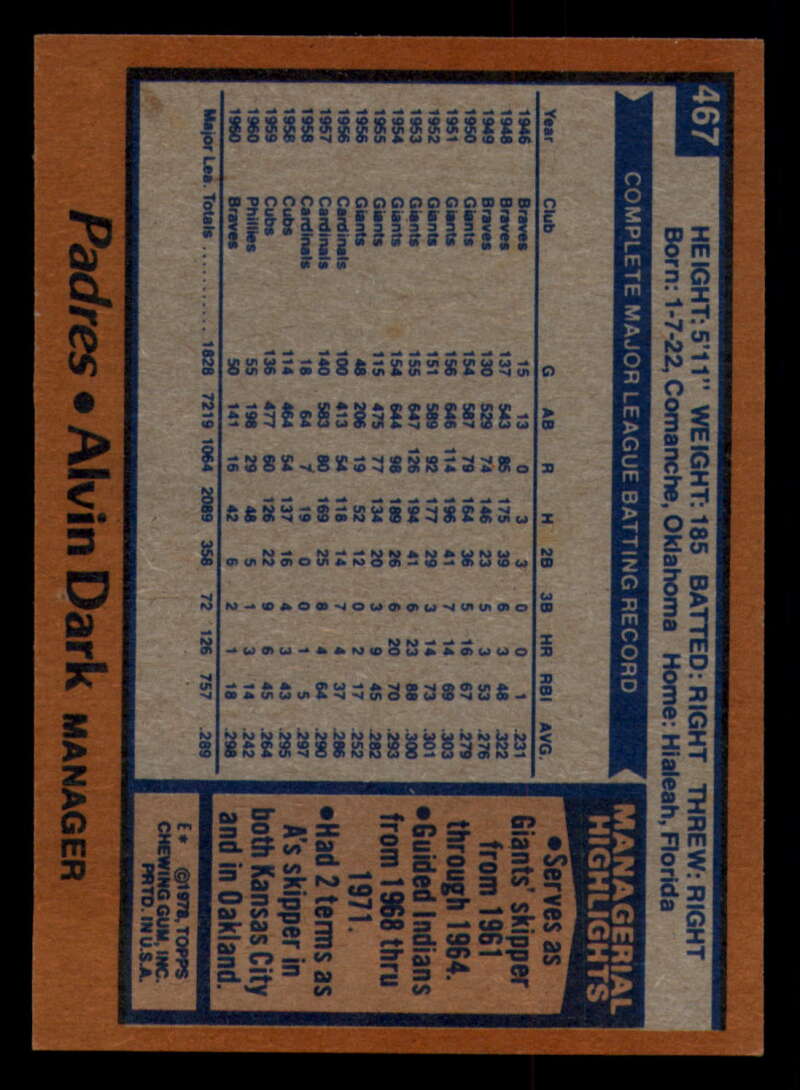 467
HEIGHT: 5'11" WEIGHT: 185 BATTED: RIGHT THREW: RIGHT
Born: 1-7-22, Comanche, Oklahoma Home: Hialeah, Florida
COMPLETE MAJOR LEAGUE BATTING RECORD
Year Club G AB R H 2B 3B HR RBI AVG.
1946 Braves 15 13 0 3 3 0 0 1 .231
1948 Braves 137 543 85 175 39 6 3 48 .322
1949 Braves 130 529 74 146 23 5 3 53 .276
1950 Giants 154 587 79 164 36 5 16 67 .279
1951 Giants 156 646 114 196 41 7 14 69 .303
1952 Giants 151 589 92 177 29 3 14 73 .301
1953 Giants 155 647 126 194 41 6 23 88 .300
1954 Giants 154 644 98 189 26 6 20 70 .293
1955 Giants 115 475 77 134 20 3 9 45 .282
1956 Giants 48 206 19 52 12 0 2 17 .252
1956 Cardinals 100 413 54 118 14 7 4 37 .286
1957 Cardinals 140 583 80 169 25 8 4 64 .290
1958 Cardinals 18 64 7 19 0 0 1 5 .297
1958 Cubs 114 464 54 137 16 4 3 43 .295
1959 Cubs 136 477 60 126 22 9 6 45 .264
1960 Phillies 55 198 29 48 5 1 3 14 .242
1960 Braves 50 141 16 42 6 2 1 18 .298
Major Lea. Totals .......... 1828 7219 1064 2089 358 72 126 757 .289
MANAGERIAL
HIGHLIGHTS
•Serves as
Giants' skipper
from 1961
through 1964.
•Guided Indians
from 1968 thru
1971.
•Had 2 terms as
A's skipper in
both Kansas City
and in Oakland.
E* ©1978, TOPPS
CHEWING GUM, INC.
PRTD. IN U.S.A.
Padres • Alvin Dark MANAGER